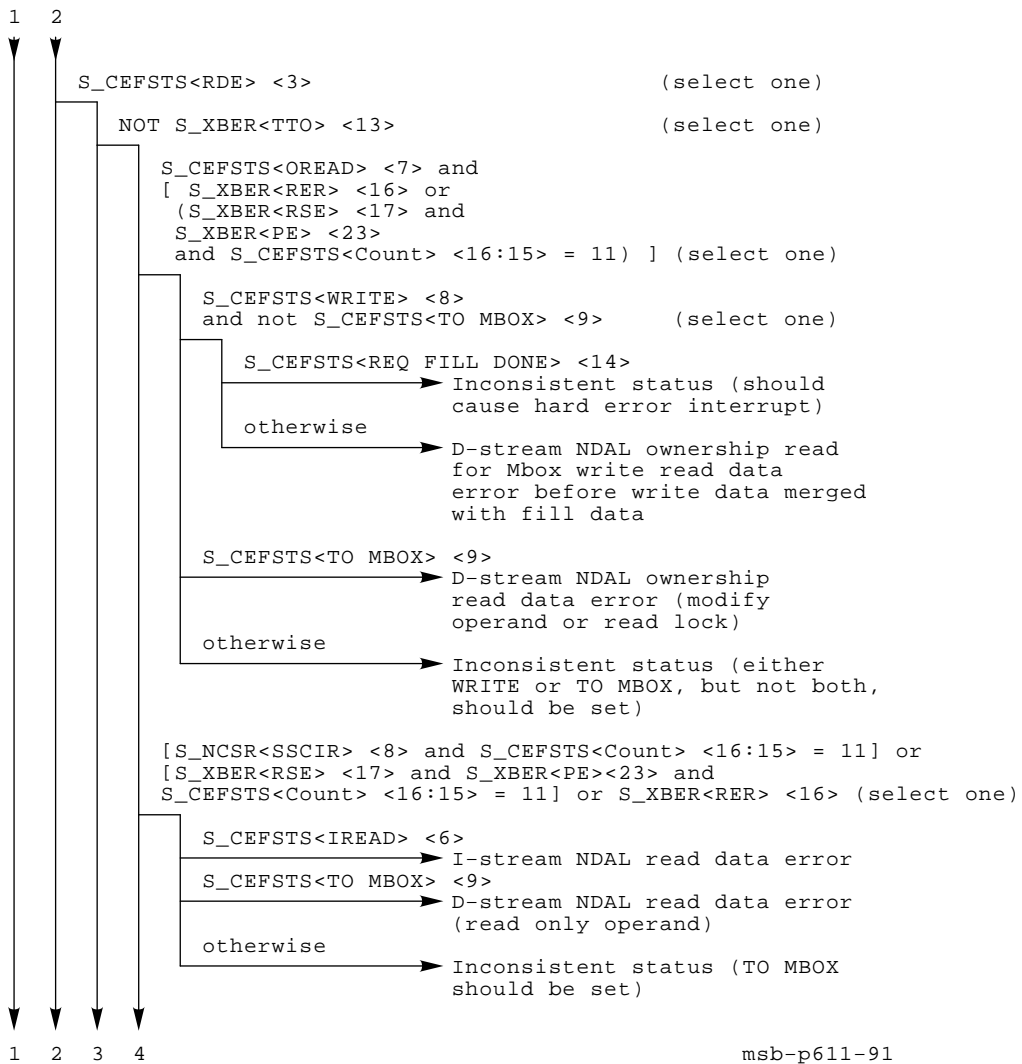 1 2
S_CEFSTS<RDE> <3> (select one)
NOT S_XBER<TTO> <13> (select one)
S_CEFSTS<OREAD> <7> and
[ S_XBER<RER> <16> or
(S_XBER<RSE> <17> and
S_XBER<PE> <23>
and S_CEFSTS<Count> <16:15> = 11) ] (select one)
S_CEFSTS<WRITE> <8>
and not S_CEFSTS<TO MBOX> <9> (select one)
S_CEFSTS<REQ FILL DONE> <14>
Inconsistent status (should
cause hard error interrupt)
otherwise
D-stream NDAL ownership read
for Mbox write read data
error before write data merged
with fill data
S_CEFSTS<TO MBOX> <9>
D-stream NDAL ownership
read data error (modify
operand or read lock)
otherwise
Inconsistent status (either
WRITE or TO MBOX, but not both,
should be set)
[S_NCSR<SSCIR> <8> and S_CEFSTS<Count> <16:15> = 11] or
[S_XBER<RSE> <17> and S_XBER<PE><23> and
S_CEFSTS<Count> <16:15> = 11] or S_XBER<RER> <16> (select one)
S_CEFSTS<IREAD> <6>
I-stream NDAL read data error
S_CEFSTS<TO MBOX> <9>
D-stream NDAL read data error
(read only operand)
otherwise
Inconsistent status (TO MBOX
should be set)
1 2 3 4 msb-p611-91